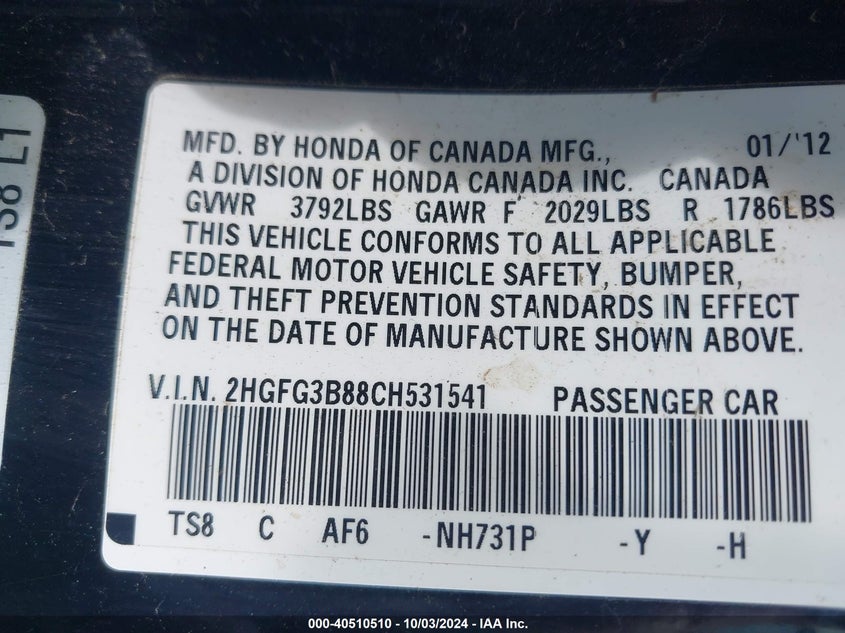 TS8 L1
MFD. BY HONDA OF CANADA MFG., 01/'12
A DIVISION OF HONDA CANADA INC. CANADA
GVWR 3792LBS GAWR F 2029LBS R 1786LBS
THIS VEHICLE CONFORMS TO ALL APPLICABLE
FEDERAL MOTOR VEHICLE SAFETY, BUMPER,
AND THEFT PREVENTION STANDARDS IN EFFECT
ON THE DATE OF MANUFACTURE SHOWN ABOVE.
V.I.N. 2HGFG3B88CH531541 PASSENGER CAR
TS8 C AF6 -NH731P -Y -H
000-40510510 - 10/03/2024 - IAA Inc.